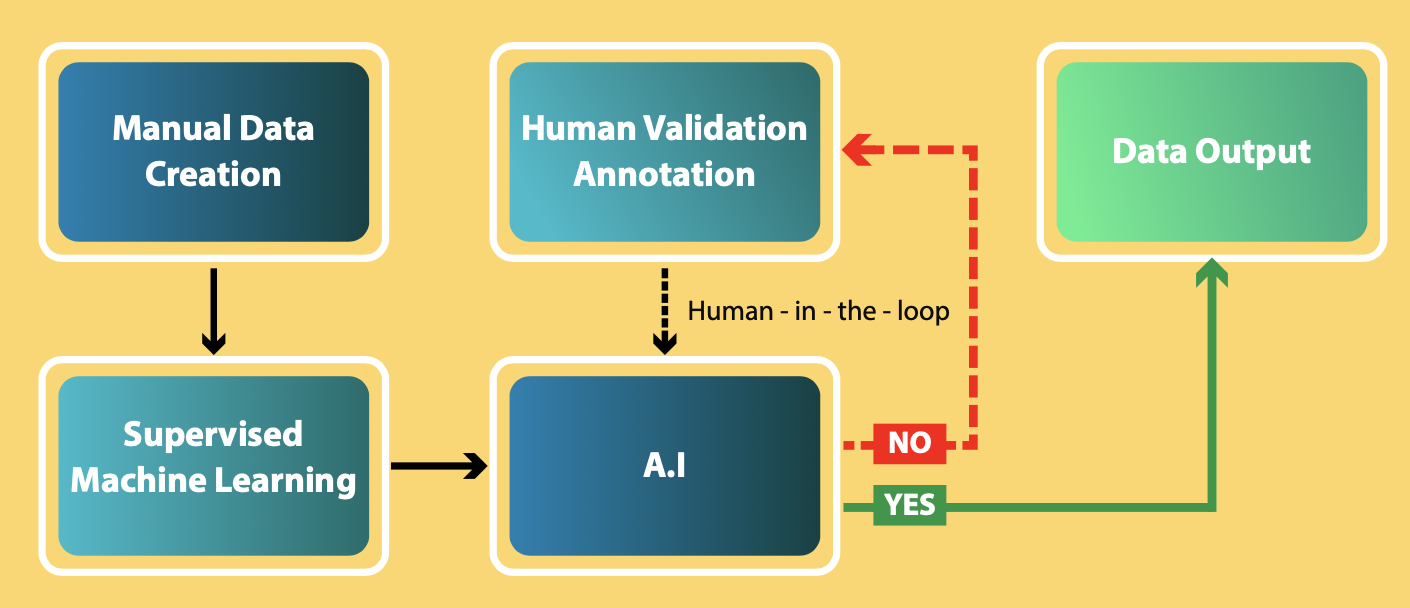 Manual Data
Creation
Human Validation
Annotation
Data Output
Human - in - the - loop
Supervised
Machine Learning
A.I
NO
YES